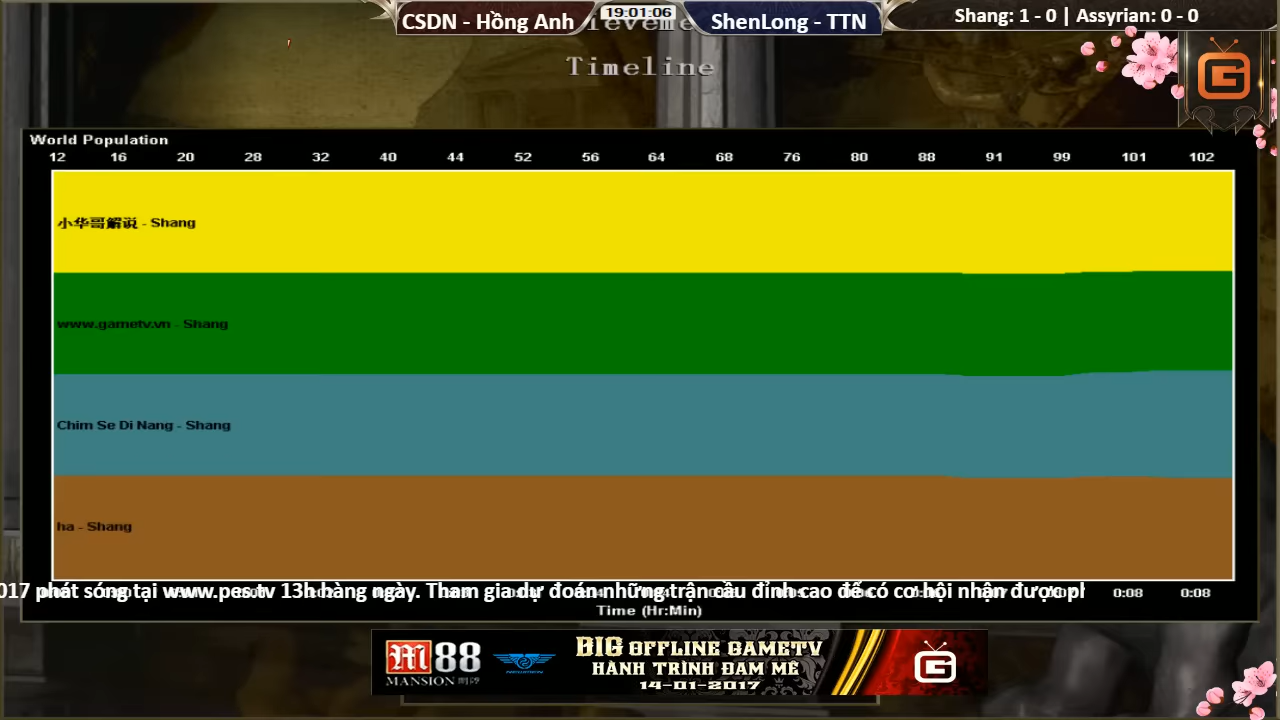 CSDN - Hồng Anh
19:01:06
ShenLong - TTN
Shang: 1 - 0 | Assyrian: 0 - 0
Timeline
World Population
12 16 20 28 32 40 44 52 56 64 68 76 80 88 91 99 101 102
小华哥解说 - Shang
www.gametv.vn - Shang
Chim Se Di Nang - Shang
ha - Shang
017 phát sóng tại www.pes.tv 13h hàng ngày. Tham gia dự đoán những trận cầu đỉnh cao để có cơ hội nhận được ph
0:08 0:08
Time (Hr:Min)
M88
MANSION 明陞
BIG OFFLINE GAMETV
HÀNH TRÌNH ĐAM MÊ
14-01-2017